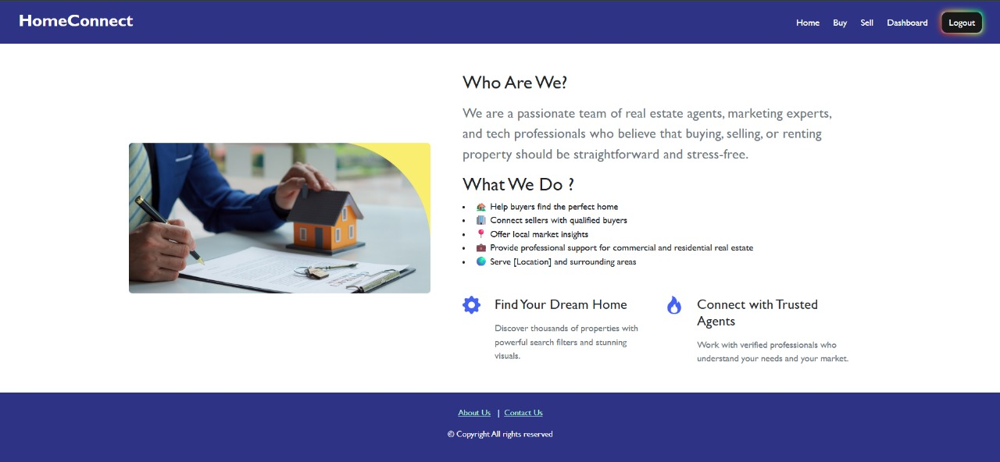 HomeConnect
Home Buy Sell Dashboard Logout
Who Are We?
We are a passionate team of real estate agents, marketing experts,
and tech professionals who believe that buying, selling, or renting
property should be straightforward and stress-free.
What We Do ?
• 🏡 Help buyers find the perfect home
• 🏢 Connect sellers with qualified buyers
• 📍 Offer local market insights
• 💼 Provide professional support for commercial and residential real estate
• 🌍 Serve [Location] and surrounding areas
Find Your Dream Home
Discover thousands of properties with
powerful search filters and stunning
visuals.
Connect with Trusted
Agents
Work with verified professionals who
understand your needs and your market.
About Us | Contact Us
© Copyright All rights reserved